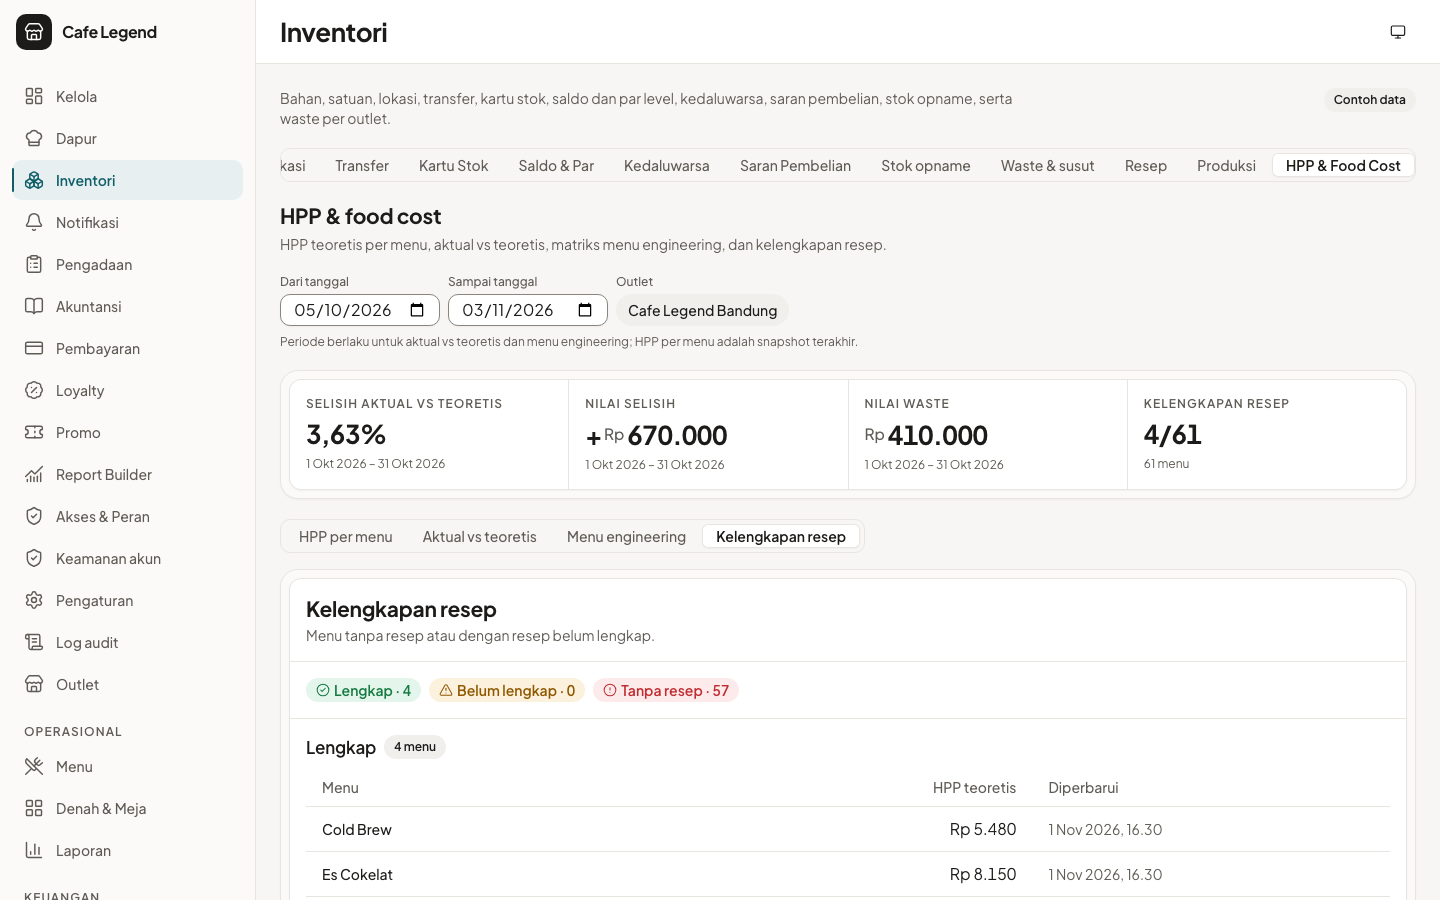 Cafe Legend
Inventori
Kelola
Dapur
Inventori
Notifikasi
Pengadaan
Akuntansi
Pembayaran
Loyalty
Promo
Report Builder
Akses & Peran
Keamanan akun
Pengaturan
Log audit
Outlet
OPERASIONAL
Menu
Denah & Meja
Laporan
KEUANGAN
Bahan, satuan, lokasi, transfer, kartu stok, saldo dan par level, kedaluwarsa, saran pembelian, stok opname, serta
waste per outlet.
Contoh data
kasi Transfer Kartu Stok Saldo & Par Kedaluwarsa Saran Pembelian Stok opname Waste & susut Resep Produksi HPP & Food Cost
HPP & food cost
HPP teoretis per menu, aktual vs teoretis, matriks menu engineering, dan kelengkapan resep.
Dari tanggal Sampai tanggal Outlet
05/10/2026 03/11/2026 Cafe Legend Bandung
Periode berlaku untuk aktual vs teoretis dan menu engineering; HPP per menu adalah snapshot terakhir.
SELISIH AKTUAL VS TEORETIS
3,63%
1 Okt 2026 – 31 Okt 2026
NILAI SELISIH
+Rp 670.000
1 Okt 2026 – 31 Okt 2026
NILAI WASTE
Rp 410.000
1 Okt 2026 – 31 Okt 2026
KELENGKAPAN RESEP
4/61
61 menu
HPP per menu Aktual vs teoretis Menu engineering Kelengkapan resep
Kelengkapan resep
Menu tanpa resep atau dengan resep belum lengkap.
Lengkap · 4 Belum lengkap · 0 Tanpa resep · 57
Lengkap 4 menu
Menu HPP teoretis Diperbarui
Cold Brew Rp 5.480 1 Nov 2026, 16.30
Es Cokelat Rp 8.150 1 Nov 2026, 16.30